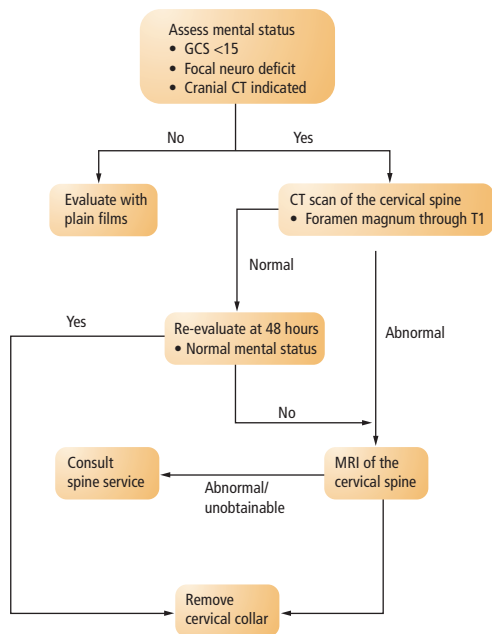 Assess mental status
• GCS <15
• Focal neuro deficit
• Cranial CT indicated
No
Yes
Evaluate with
plain films
CT scan of the cervical spine
• Foramen magnum through T1
Normal
Yes
Re-evaluate at 48 hours
• Normal mental status
Abnormal
No
Consult
spine service
MRI of the
cervical spine
Abnormal/
unobtainable
Remove
cervical collar